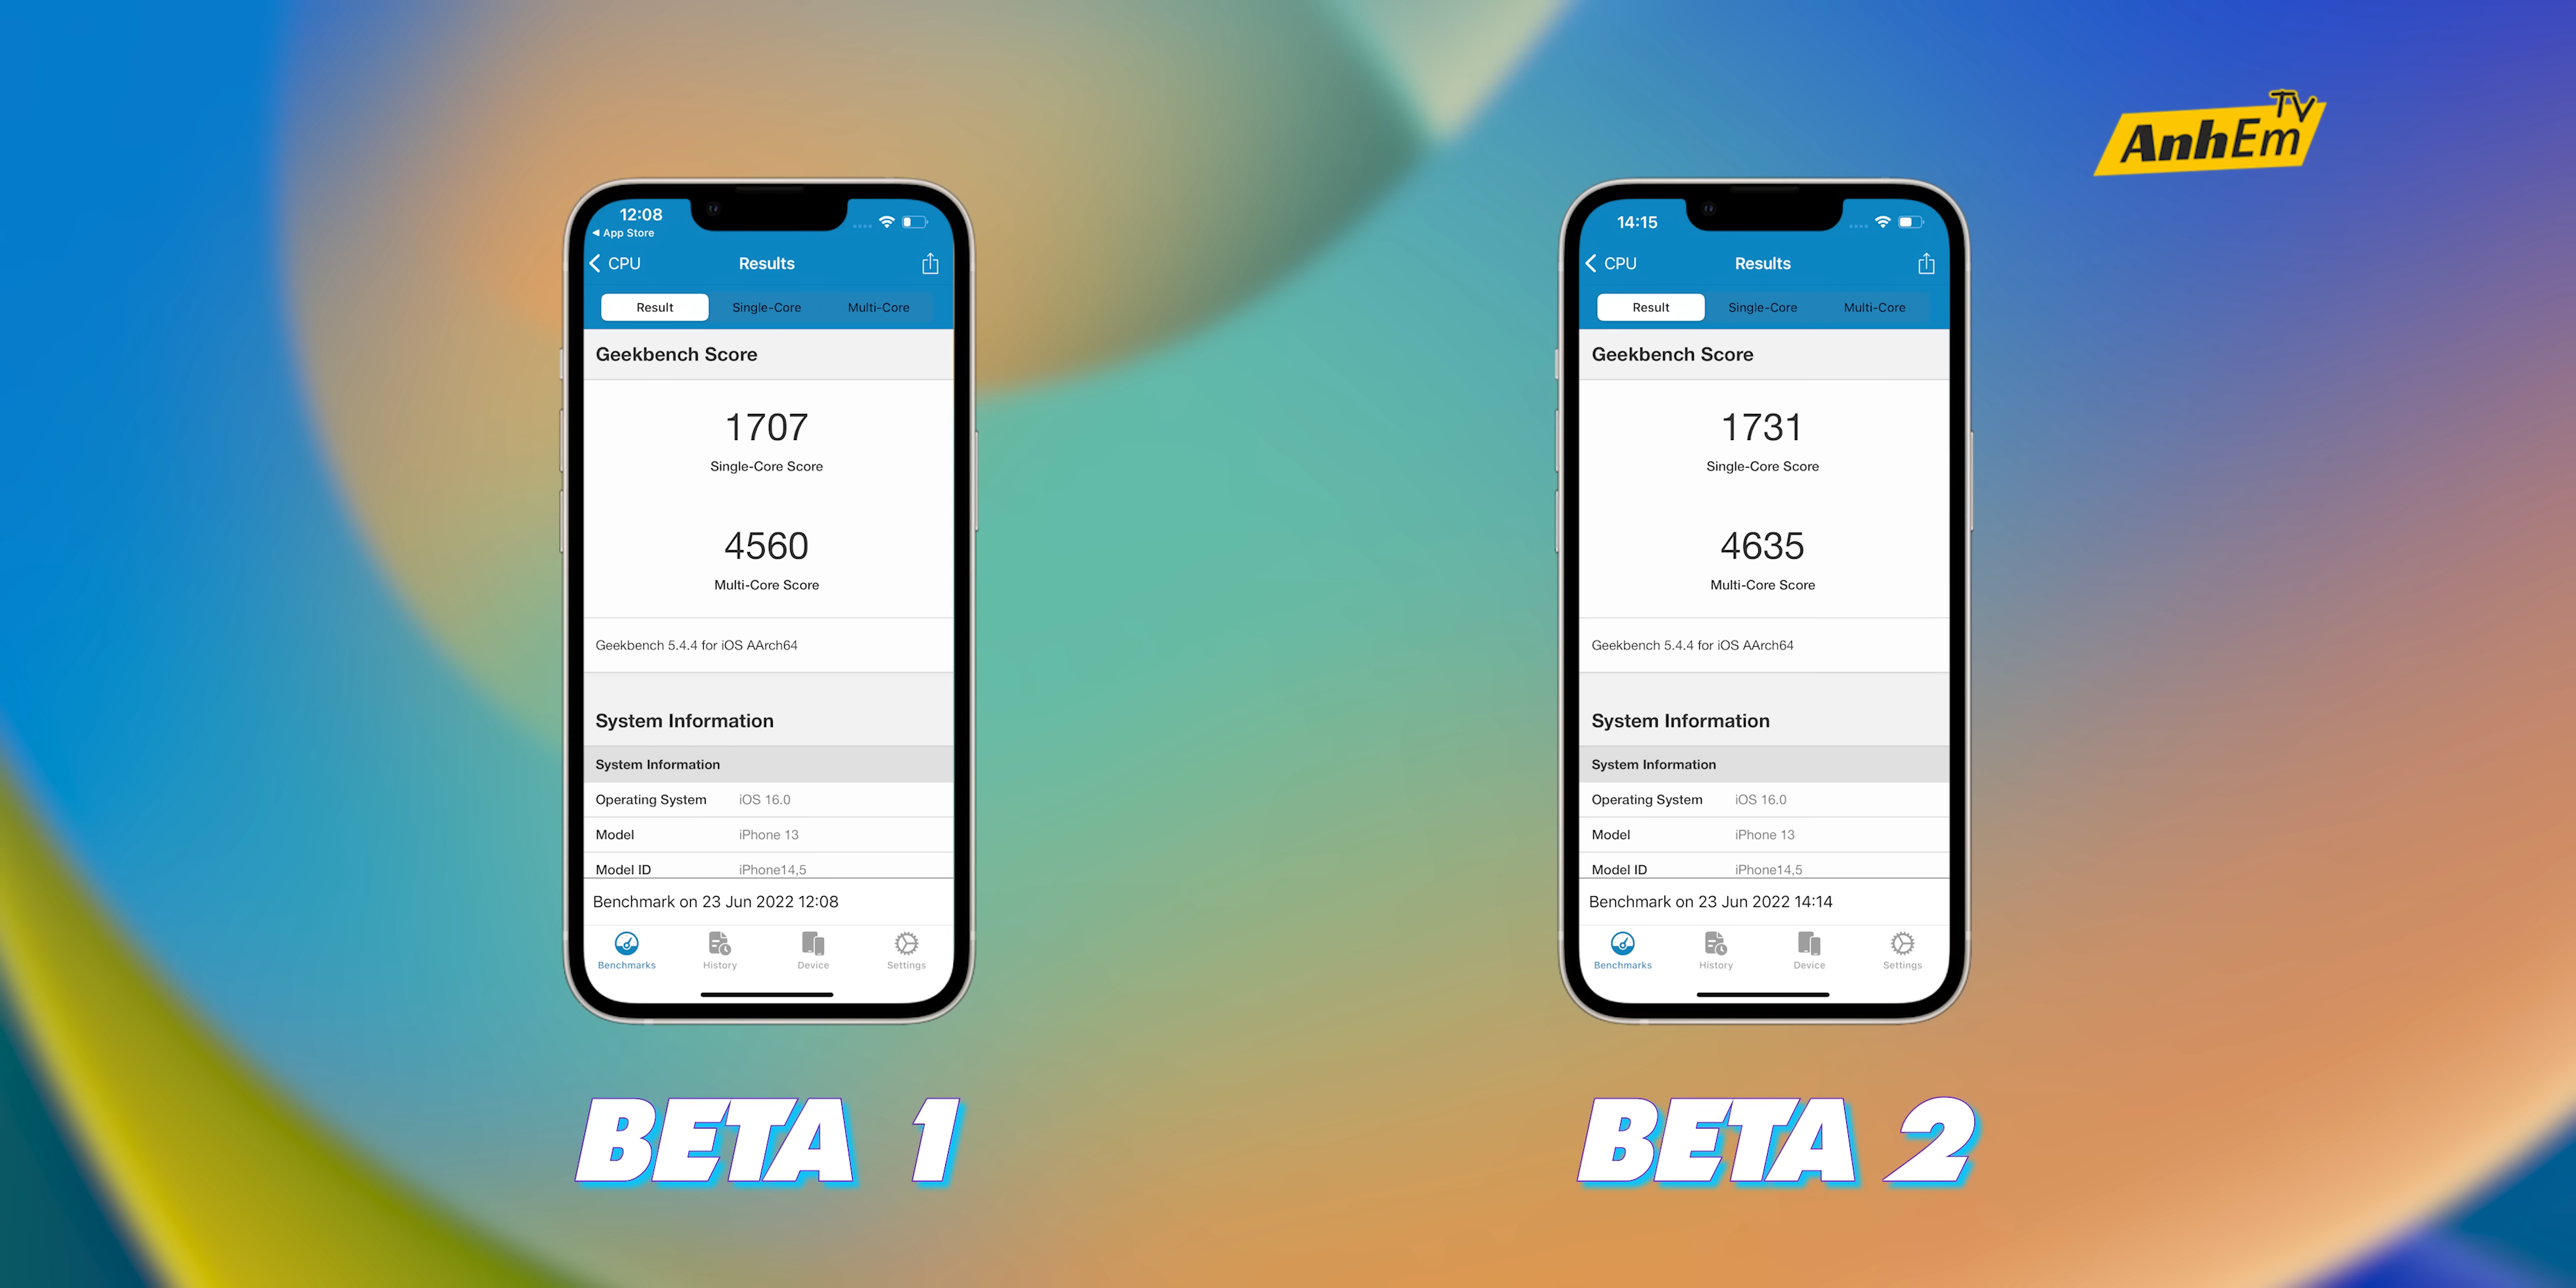 TV
AnhEm
12:08
◀ App Store
CPU Results
Result Single-Core Multi-Core
Geekbench Score
1707
Single-Core Score
4560
Multi-Core Score
Geekbench 5.4.4 for iOS AArch64
System Information
System Information
Operating System iOS 16.0
Model iPhone 13
Model ID iPhone14,5
Benchmark on 23 Jun 2022 12:08
Benchmarks History Device Settings
BETA 1
14:15
CPU Results
Result Single-Core Multi-Core
Geekbench Score
1731
Single-Core Score
4635
Multi-Core Score
Geekbench 5.4.4 for iOS AArch64
System Information
System Information
Operating System iOS 16.0
Model iPhone 13
Model ID iPhone14,5
Benchmark on 23 Jun 2022 14:14
Benchmarks History Device Settings
BETA 2